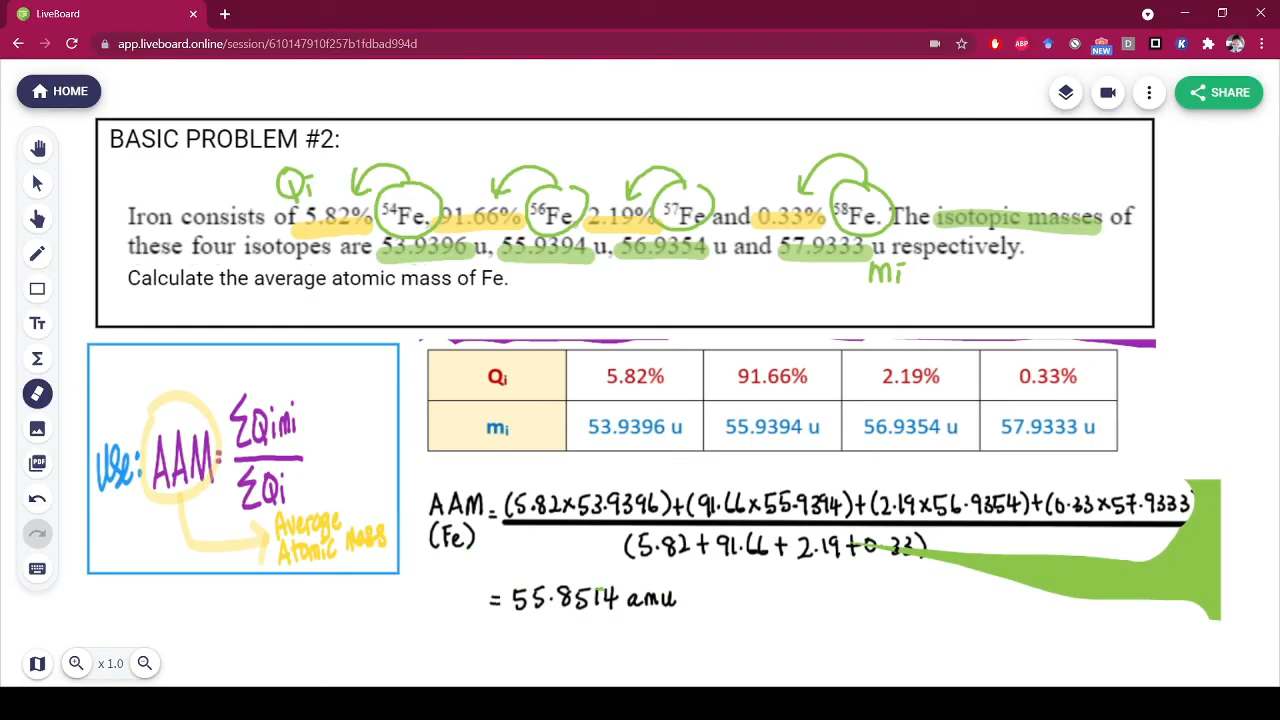 LiveBoard
app.liveboard.online/session/610147910f257b1fdbad994d
ABP
NEW
D
K
HOME
SHARE
BASIC PROBLEM #2:
Qi
Iron consists of 5.82% ⁵⁴Fe, 91.66% ⁵⁶Fe, 2.19% ⁵⁷Fe and 0.33% ⁵⁸Fe. The isotopic masses of
these four isotopes are 53.9396 u, 55.9394 u, 56.9354 u and 57.9333 u respectively.
mi
Calculate the average atomic mass of Fe.
Qᵢ 5.82% 91.66% 2.19% 0.33%
mᵢ 53.9396 u 55.9394 u 56.9354 u 57.9333 u
Use: AAM = ΣQimi
ΣQi
Average
Atomic mass
AAM = (5.82×53.9396)+(91.66×55.9394)+(2.19×56.9354)+(0.33×57.9333
(Fe) (5.82+91.66+2.19+0.33)
= 55.8514 amu
Tт
Σ
PDF
x 1.0